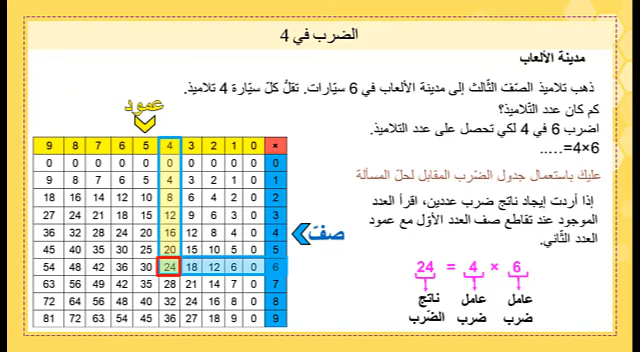 الضرب في 4
مدينة الألعاب
ذهب تلاميذ الصّف الثّالث إلى مدينة الألعاب في 6 سيّارات. تقلُّ كلّ سيّارة 4 تلاميذ.
كم كان عدد التّلاميذ؟
اضرب 6 في 4 لكي تحصل على عدد التلاميذ.
6×4=.....
عليك باستعمال جدول الضّرب المقابل لحلّ المسألة
إذا أردت إيجاد ناتج ضرب عددين، اقرأ العدد
الموجود عند تقاطع صف العدد الأوّل مع عمود
العدد الثّاني.
6 × 4 = 24
عامل ضرب
عامل ضرب
ناتج الضّرب
عمود
صفّ
× 0 1 2 3 4 5 6 7 8 9
0 0 0 0 0 0 0 0 0 0 0
1 0 1 2 3 4 5 6 7 8 9
2 0 2 4 6 8 10 12 14 16 18
3 0 3 6 9 12 15 18 21 24 27
4 0 4 8 12 16 20 24 28 32 36
5 0 5 10 15 20 25 30 35 40 45
6 0 6 12 18 24 30 36 42 48 54
7 0 7 14 21 28 35 42 49 56 63
8 0 8 16 24 32 40 48 56 64 72
9 0 9 18 27 36 45 54 63 72 81